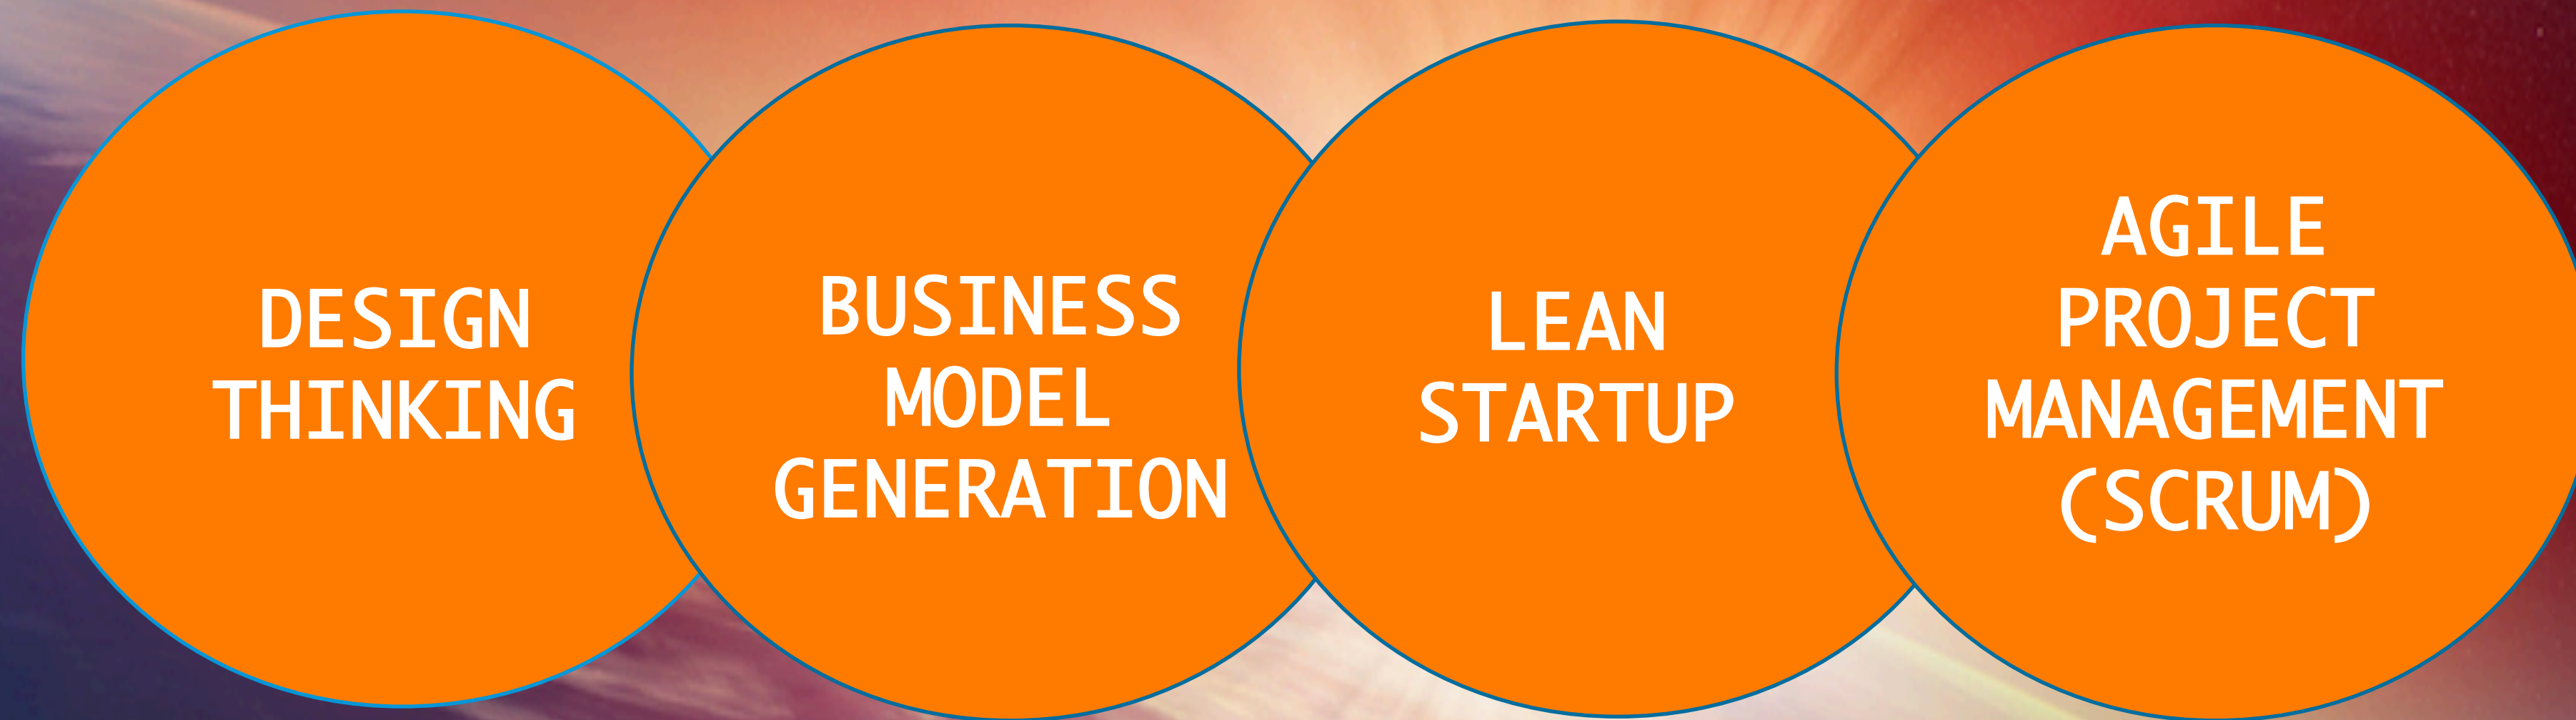 DESIGN
THINKING
BUSINESS
MODEL
GENERATION
LEAN
STARTUP
AGILE
PROJECT
MANAGEMENT
(SCRUM)